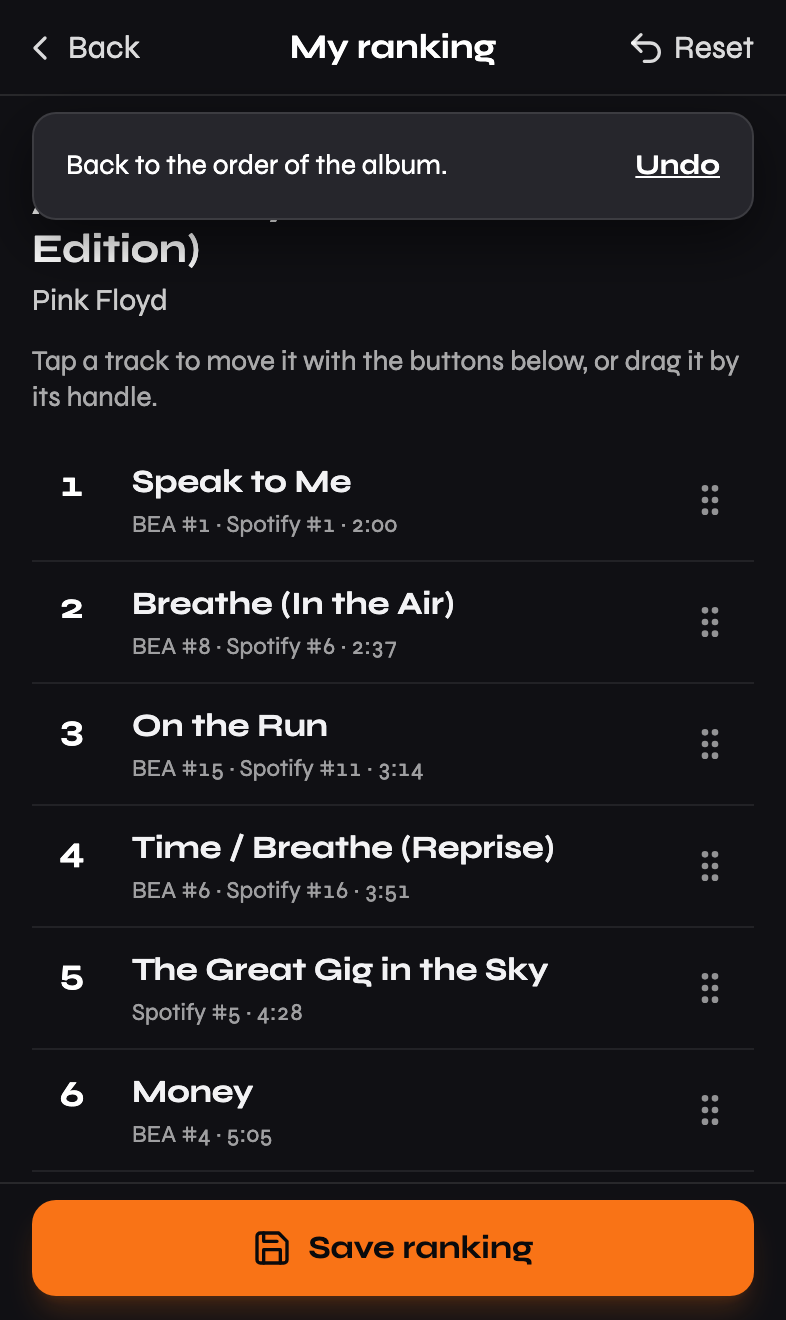 Back
My ranking
Reset
Back to the order of the album.
Undo
Edition)
Pink Floyd
Tap a track to move it with the buttons below, or drag it by
its handle.
1
Speak to Me
BEA #1 · Spotify #1 · 2:00
2
Breathe (In the Air)
BEA #8 · Spotify #6 · 2:37
3
On the Run
BEA #15 · Spotify #11 · 3:14
4
Time / Breathe (Reprise)
BEA #6 · Spotify #16 · 3:51
5
The Great Gig in the Sky
Spotify #5 · 4:28
6
Money
BEA #4 · 5:05
Save ranking